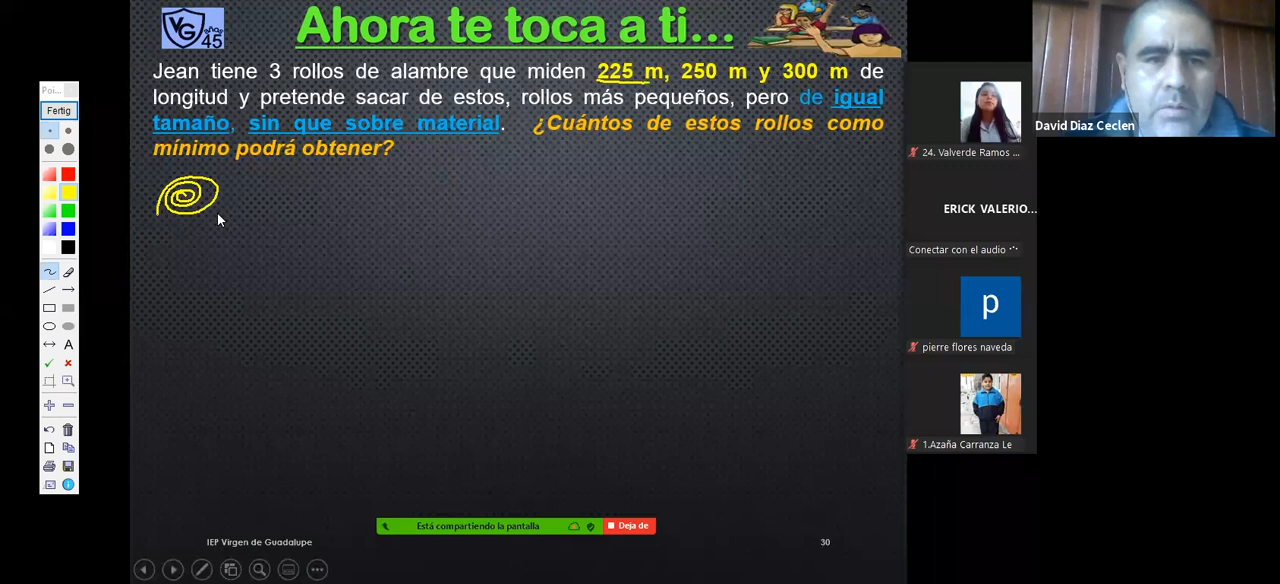 VG
años
45
Ahora te toca a ti...
Jean tiene 3 rollos de alambre que miden 225 m, 250 m y 300 m de
longitud y pretende sacar de estos, rollos más pequeños, pero de igual
tamaño, sin que sobre material. ¿Cuántos de estos rollos como
mínimo podrá obtener?
Poi...
Fertig
A
David Diaz Ceclen
24. Valverde Ramos ...
ERICK VALERIO...
Conectar con el audio
p
pierre flores naveda
1.Azaña Carranza Le
Está compartiendo la pantalla
Deja de
IEP Virgen de Guadalupe
30